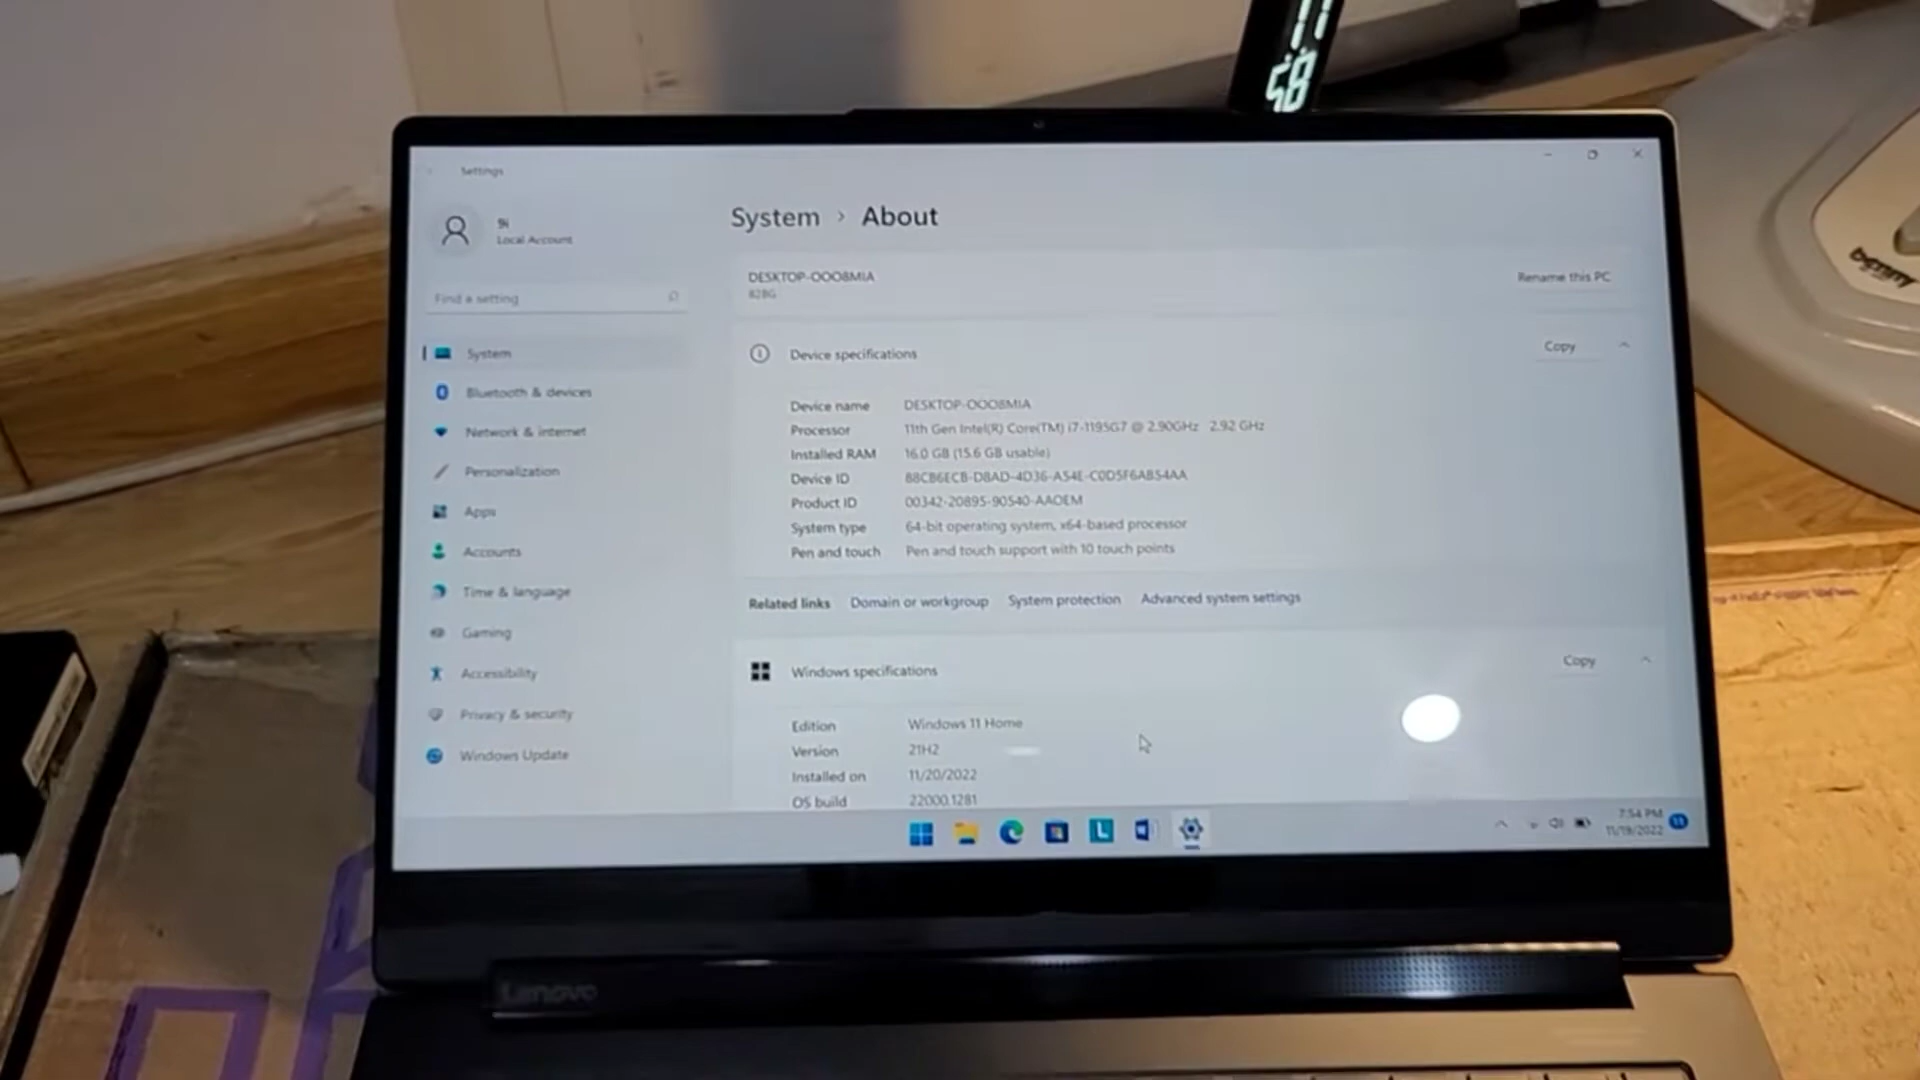 58
Settings
9i
Local Account
Find a setting
System
Bluetooth & devices
Network & internet
Personalization
Apps
Accounts
Time & language
Gaming
Accessibility
Privacy & security
Windows Update
System › About
DESKTOP-OOO8MIA
82BG
Rename this PC
Device specifications
Copy
Device name DESKTOP-OOO8MIA
Processor 11th Gen Intel(R) Core(TM) i7-1195G7 @ 2.90GHz 2.92 GHz
Installed RAM 16.0 GB (15.6 GB usable)
Device ID 88CB6ECB-D8AD-4D36-A54E-C0D5F6AB54AA
Product ID 00342-20895-90540-AAOEM
System type 64-bit operating system, x64-based processor
Pen and touch Pen and touch support with 10 touch points
Related links Domain or workgroup System protection Advanced system settings
Windows specifications
Copy
Edition Windows 11 Home
Version 21H2
Installed on 11/20/2022
OS build 22000.1281
7:54 PM
11/19/2022
Lenovo